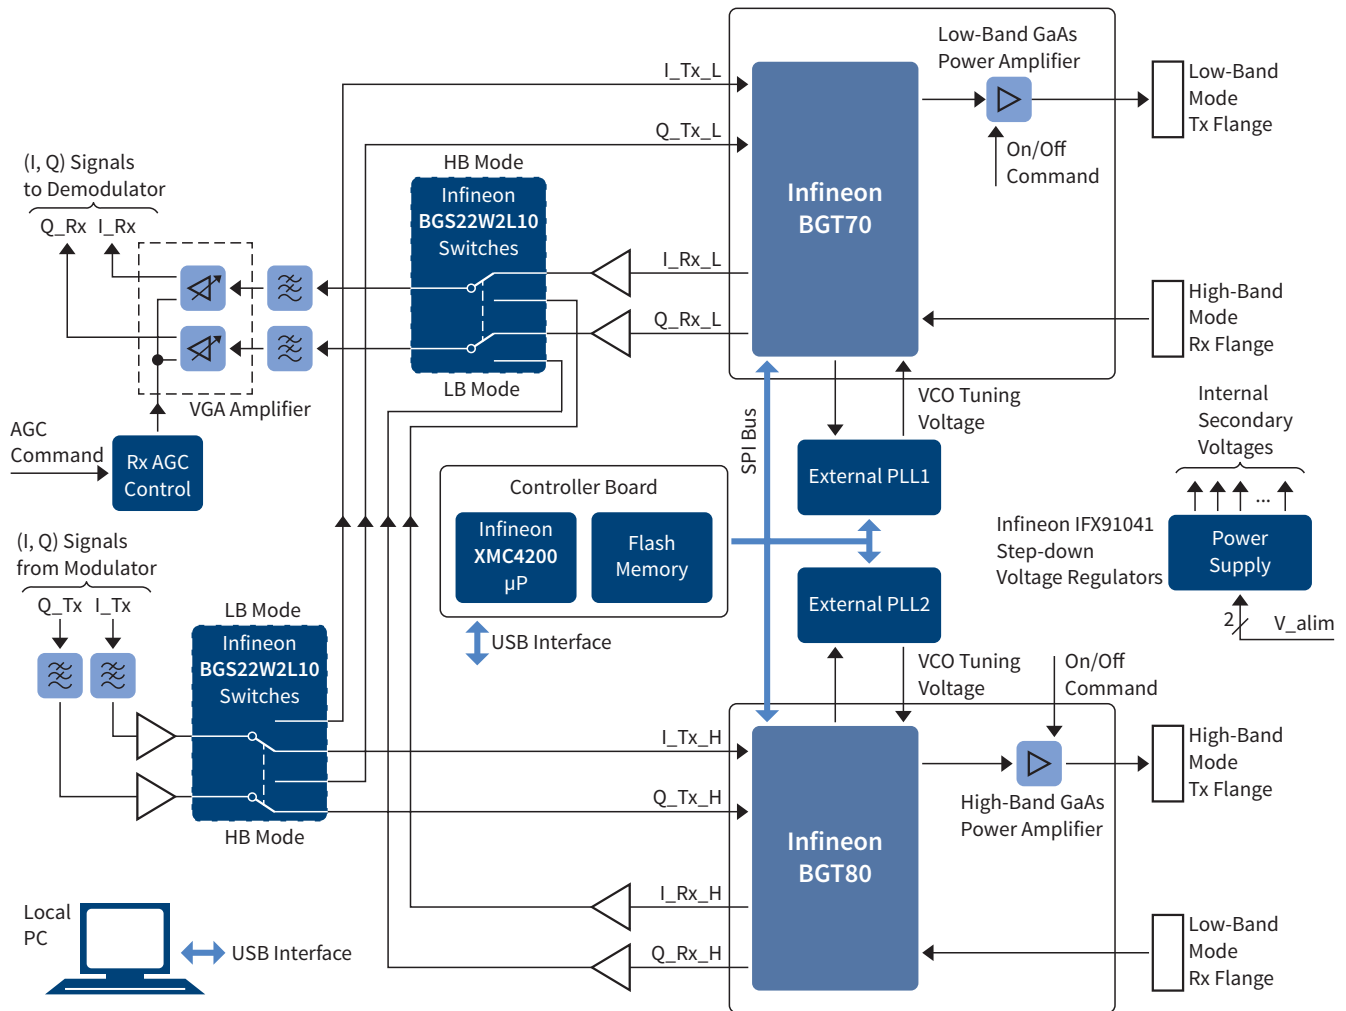 Low-Band GaAs
Power Amplifier
I_Tx_L
Low-Band
Mode
Tx Flange
Q_Tx_L
On/Off
Command
HB Mode
(I, Q) Signals
to Demodulator
Q_Rx I_Rx
Infineon
BGS22W2L10
Switches
Infineon
BGT70
I_Rx_L
High-Band
Mode
Rx Flange
Q_Rx_L
LB Mode
VGA Amplifier
VCO Tuning
Voltage
Internal
Secondary
Voltages
SPI Bus
AGC
Command
Rx AGC
Control
External PLL1
Controller Board
...
Infineon
XMC4200
µP
Flash
Memory
Infineon IFX91041
Step-down
Voltage Regulators
Power
Supply
(I, Q) Signals
from Modulator
Q_Tx I_Tx
External PLL2
LB Mode
USB Interface
2
V_alim
Infineon
BGS22W2L10
Switches
VCO Tuning
Voltage
On/Off
Command
I_Tx_H
High-Band
Mode
Tx Flange
Q_Tx_H
High-Band GaAs
Power Amplifier
HB Mode
Infineon
BGT80
I_Rx_H
Local
PC
USB Interface
Q_Rx_H
Low-Band
Mode
Rx Flange